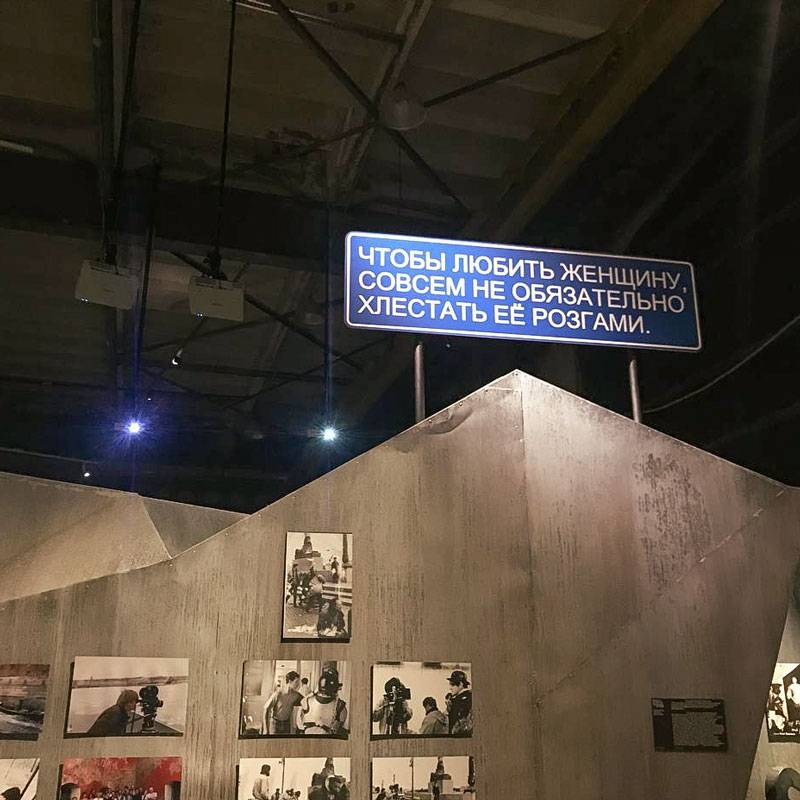 ЧТОБЫ ЛЮБИТЬ ЖЕНЩИНУ,
СОВСЕМ НЕ ОБЯЗАТЕЛЬНО
ХЛЕСТАТЬ ЕЁ РОЗГАМИ.